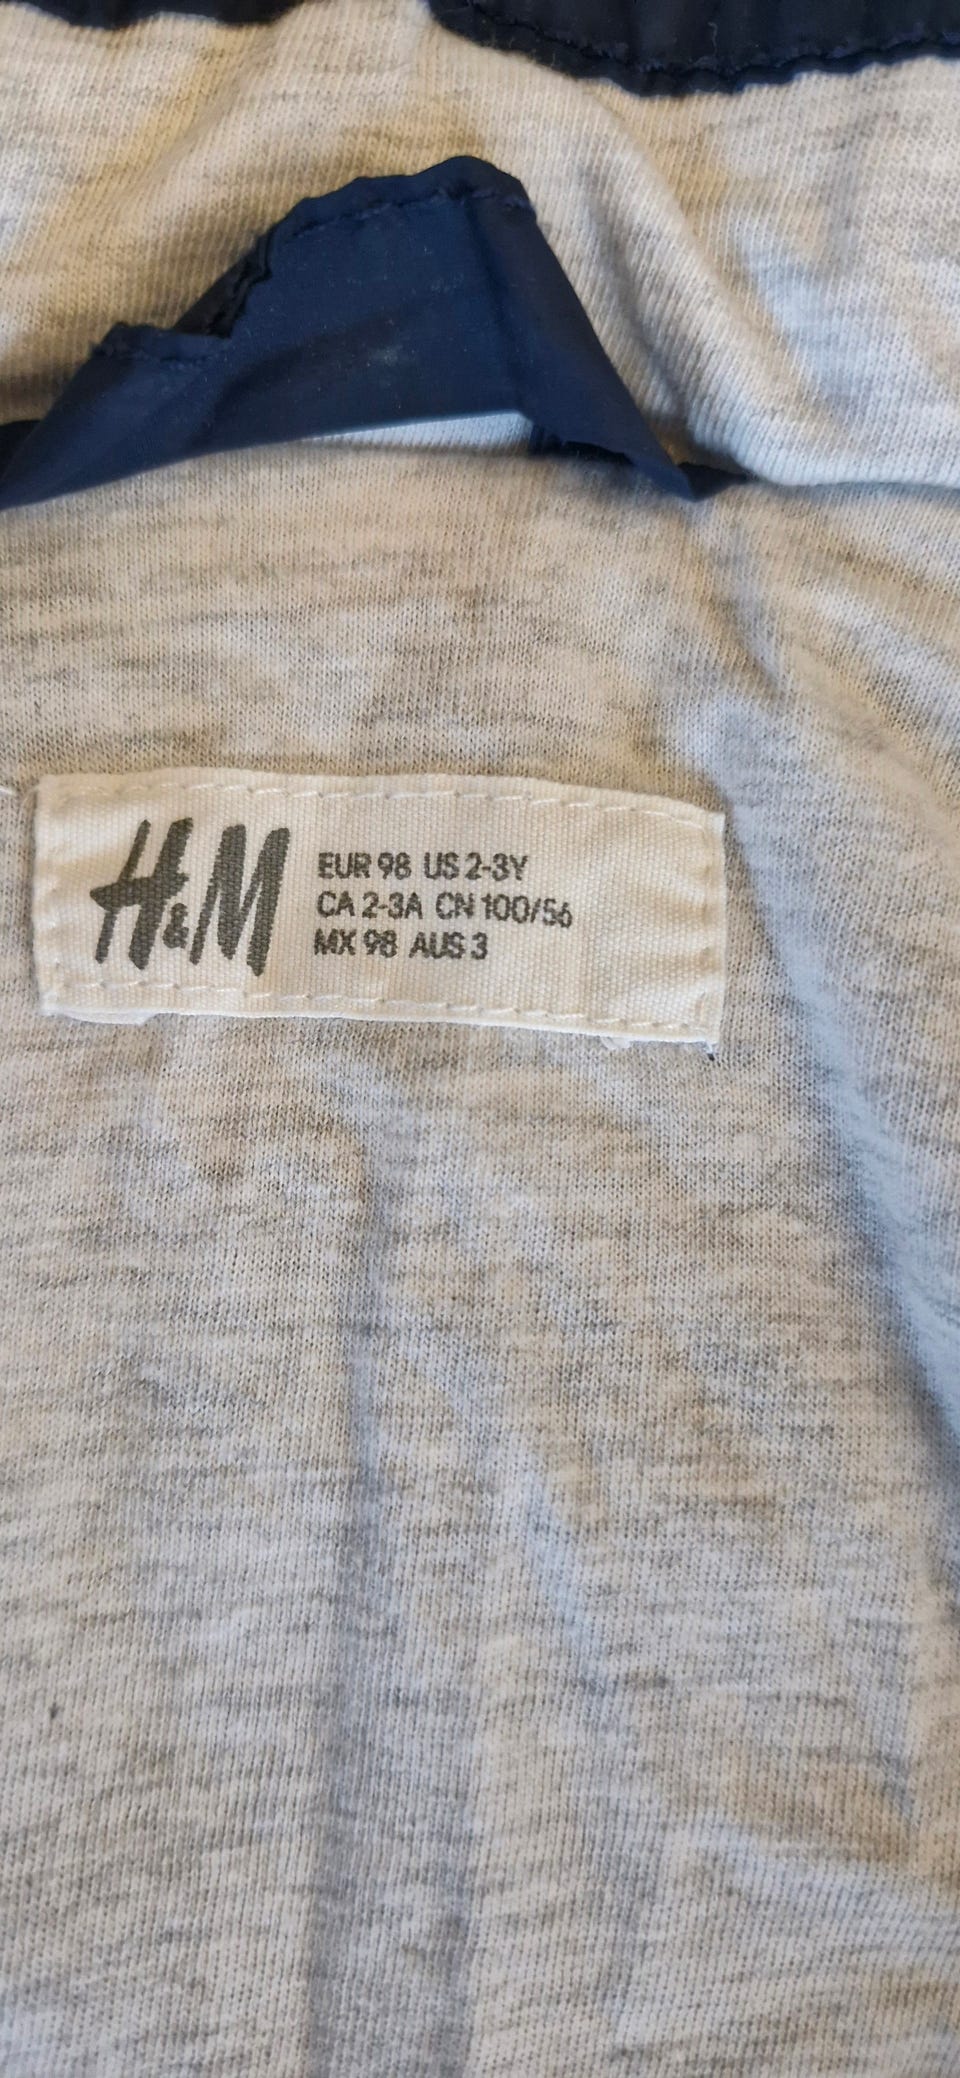 H&M
EUR 98 US 2-3Y
CA 2-3A CN 100/56
MX 98 AUS 3